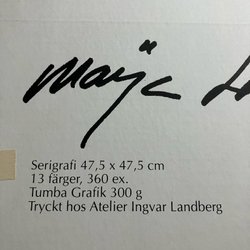 Serigrafi 47,5 x 47,5 cm
13 färger, 360 ex.
Tumba Grafik 300 g
Tryckt hos Atelier Ingvar Landberg